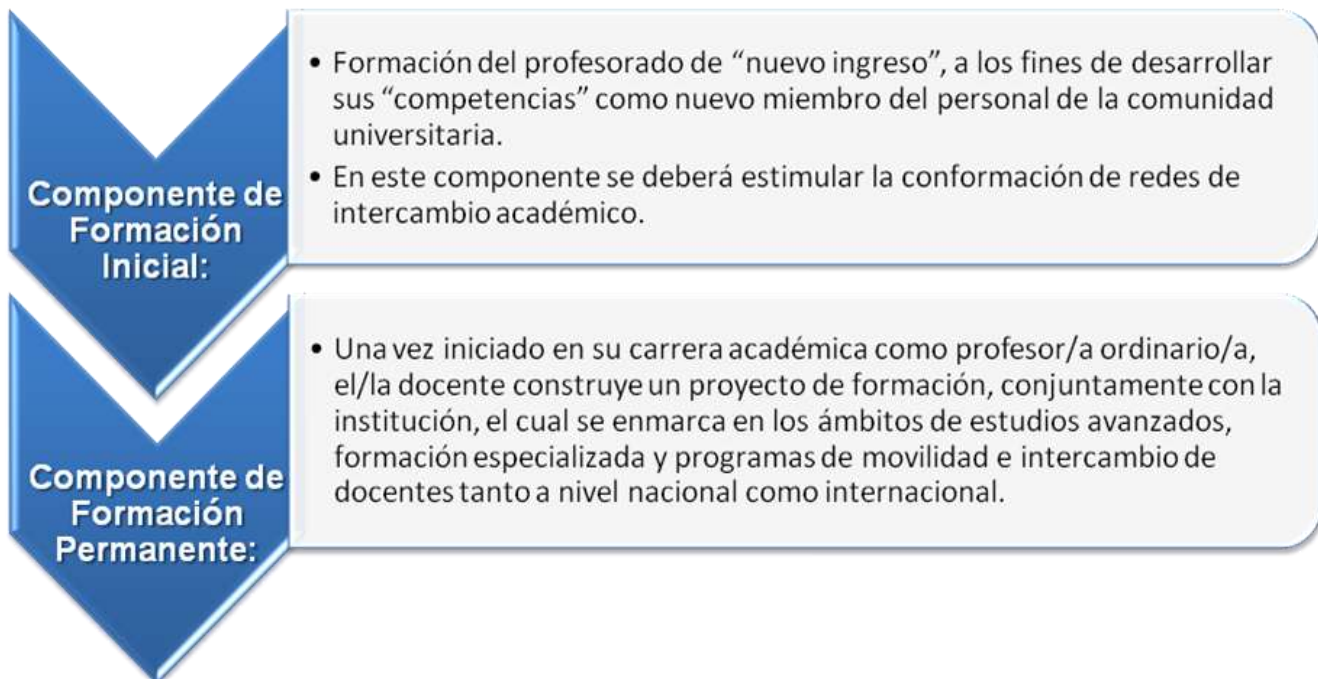 Componente de
Formación
Inicial:
• Formación del profesorado de “nuevo ingreso”, a los fines de desarrollar
sus “competencias” como nuevo miembro del personal de la comunidad
universitaria.
• En este componente se deberá estimular la conformación de redes de
intercambio académico.
Componente de
Formación
Permanente:
• Una vez iniciado en su carrera académica como profesor/a ordinario/a,
el/la docente construye un proyecto de formación, conjuntamente con la
institución, el cual se enmarca en los ámbitos de estudios avanzados,
formación especializada y programas de movilidad e intercambio de
docentes tanto a nivel nacional como internacional.